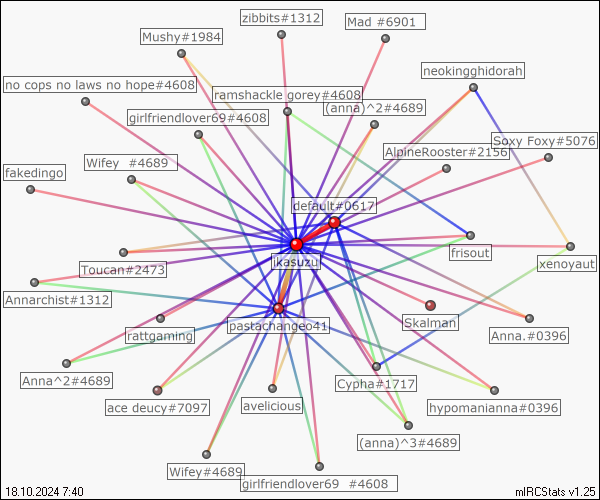 zibbits#1312
Mad #6901
Mushy#1984
neokingghidorah
no cops no laws no hope#4608
ramshackle gorey#4608
(anna)^2#4689
girlfriendlover69#4608
Soxy Foxy#5076
AlpineRooster#2156
Wifey #4689
fakedingo
default#0617
frisout
ikasuzu
xenoyaut
Toucan#2473
Annarchist#1312
Skalman
pastachangeo41
rattgaming
Anna.#0396
Anna^2#4689
Cypha#1717
ace deucy#7097
avelicious
hypomanianna#0396
(anna)^3#4689
Wifey#4689
girlfriendlover69 #4608
18.10.2024 7:40
mIRCStats v1.25